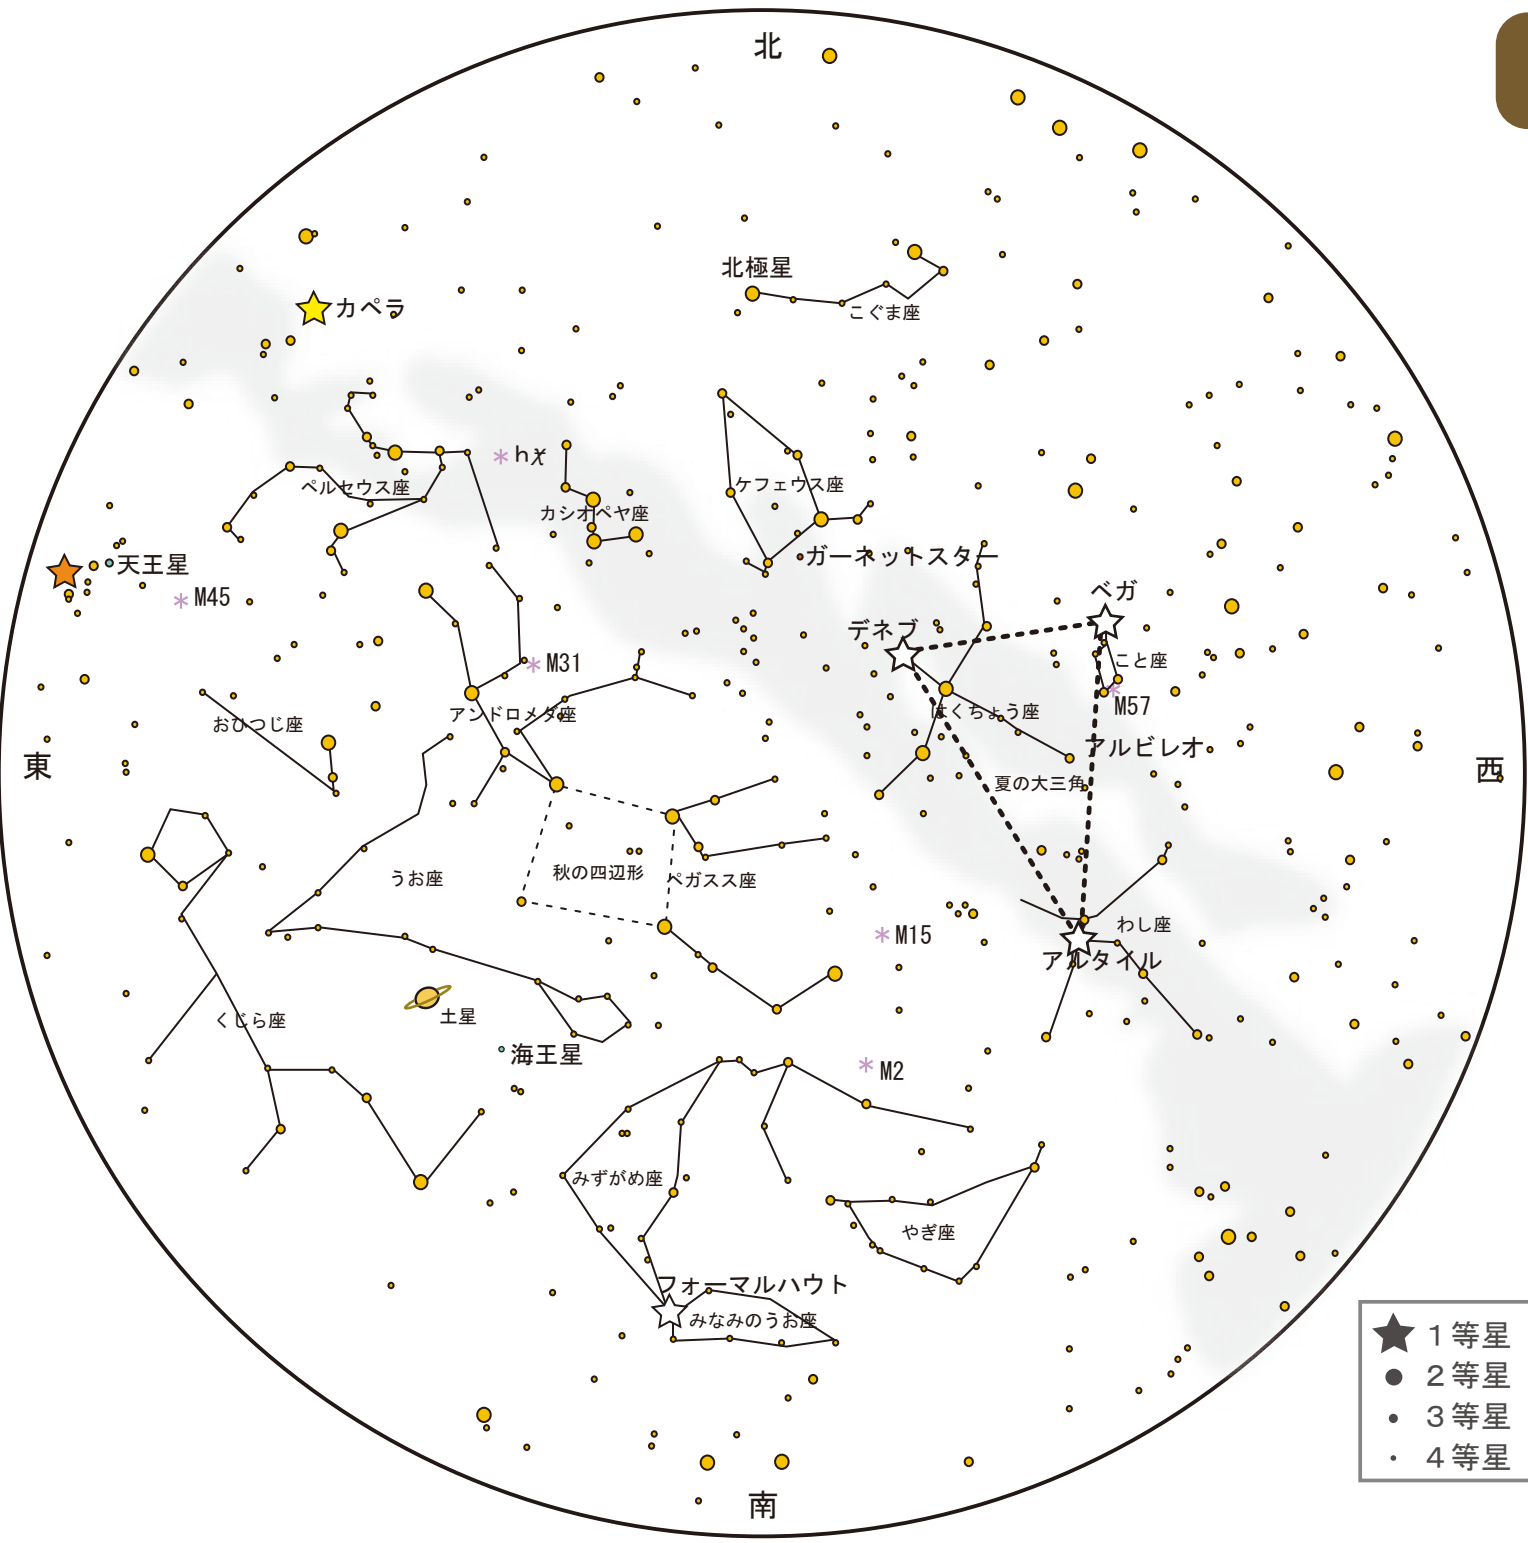 北
北極星
こぐま座
カペラ
hχ
ペルセウス座
カシオペヤ座
ケフェウス座
ガーネットスター
天王星
M45
ベガ
デネブ
こと座
M31
M57
はくちょう座
アンドロメダ座
おひつじ座
アルビレオ
東
西
夏の大三角
うお座
秋の四辺形
ペガスス座
M15
わし座
アルタイル
土星
くじら座
海王星
M2
みずがめ座
やぎ座
フォーマルハウト
みなみのうお座
南
1等星
2等星
3等星
4等星